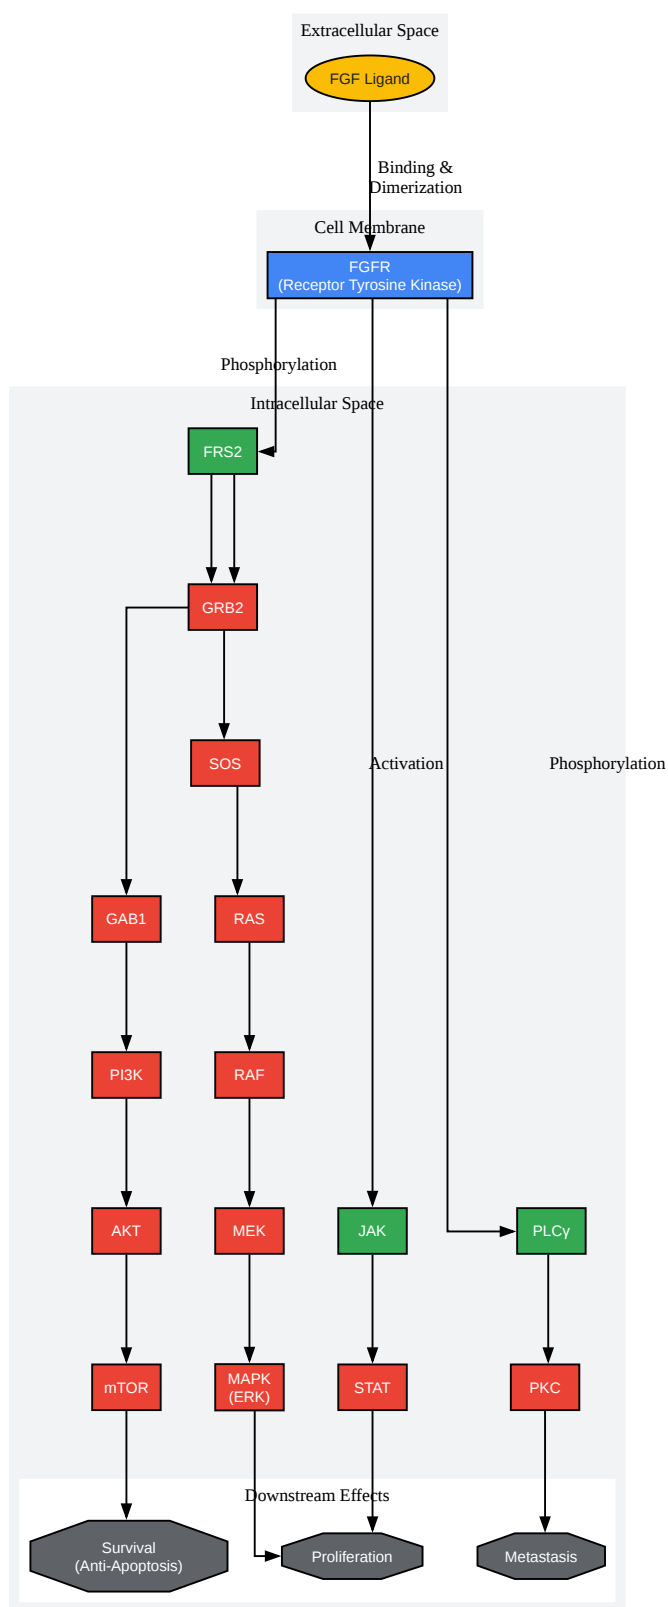 Extracellular Space
FGF Ligand
Binding &
Dimerization
Cell Membrane
FGFR
(Receptor Tyrosine Kinase)
Phosphorylation
Intracellular Space
FRS2
GRB2
SOS
Activation
Phosphorylation
GAB1
RAS
PI3K
RAF
AKT
MEK
JAK
PLCγ
mTOR
MAPK
(ERK)
STAT
PKC
Downstream Effects
Survival
(Anti-Apoptosis)
Proliferation
Metastasis